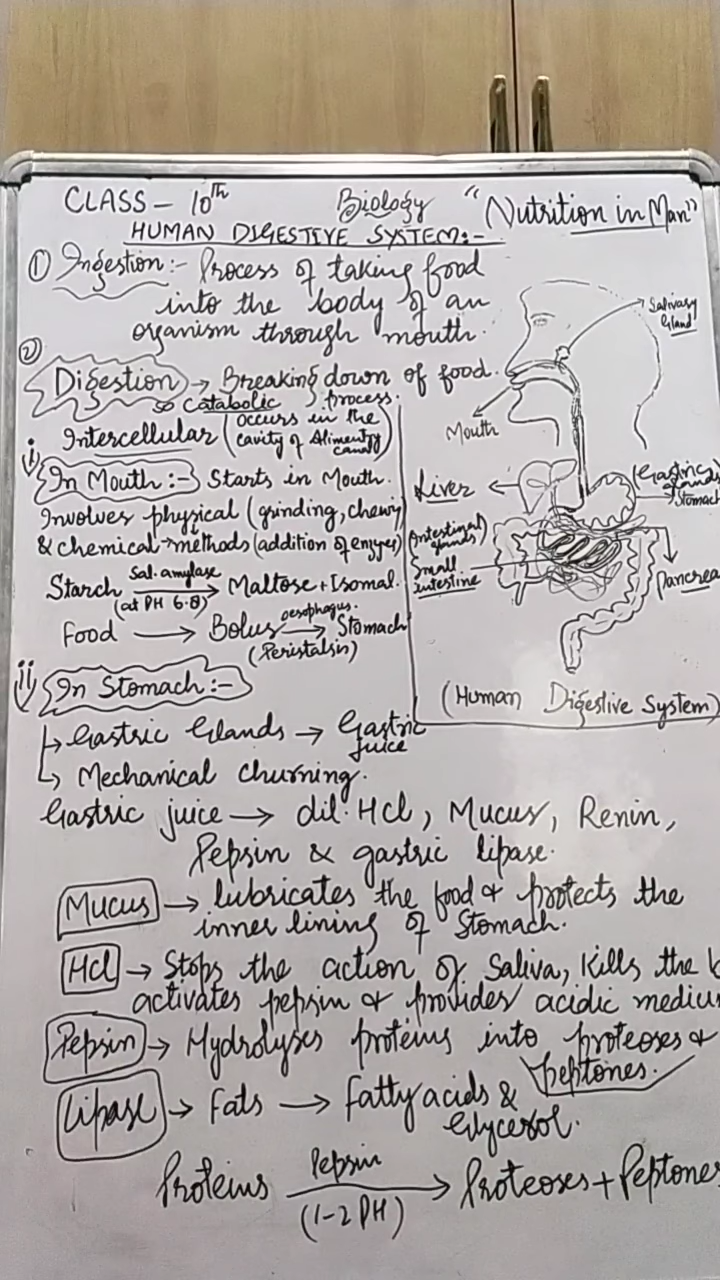 CLASS - 10th Biology "Nutrition in Man"
HUMAN DIGESTIVE SYSTEM:-
① Ingestion:- Process of taking food
into the body of an
organism through mouth.
② Digestion → Breaking down of food.
so Catabolic process.
Intercellular (occurs in the
cavity of Alimentry
canal)
i) In Mouth:- Starts in Mouth.
Involves physical (grinding, chewi
& chemical → methods (addition of enzyes)
Starch Sal. amylase → Maltose + Isomal.
(at PH 6.8)
Food → Bolus oesophagus. → Stomach
(Peristalsis)
Salivary
Gland
Mouth
Liver
(Gastric
glands)
Stomach
(Intestinal
glands)
Small
intestine
Pancrea
(Human Digestive System)
ii) In Stomach:-
↳ Gastric Glands → Gastric
juice
↳ Mechanical churning.
Gastric juice → dil. Hcl, Mucus, Renin,
Pepsin & gastric lipase.
Mucus → lubricates the food & protects the
inner lining of Stomach.
Hcl → Stops the action of Saliva, kills the b
activates pepsin & provides acidic mediu
Pepsin → Hydrolyses proteins into proteoses &
peptones.
Lipase → Fats → Fatty acids &
Glycerol.
Proteins Pepsin → Proteoses + Peptones
(1-2 PH)